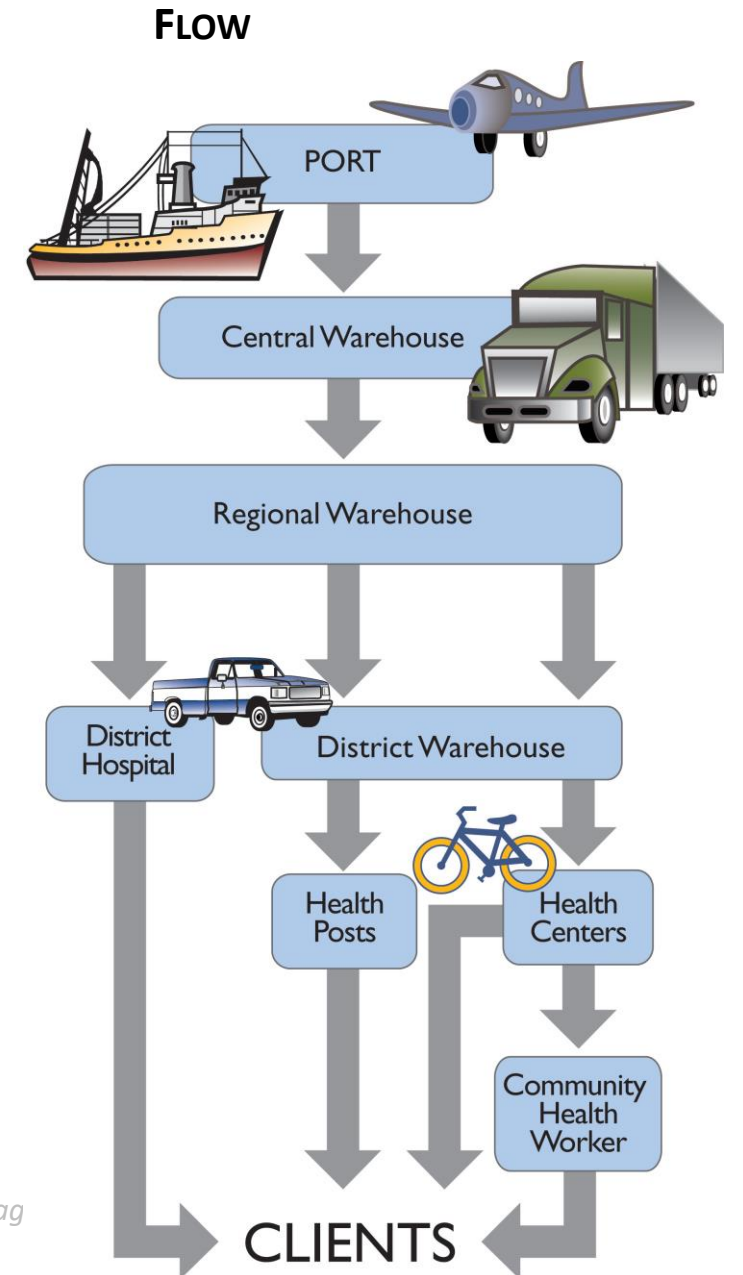 FLOW
PORT
Central Warehouse
Regional Warehouse
District
Hospital
District Warehouse
Health
Posts
Health
Centers
Community
Health
Worker
CLIENTS